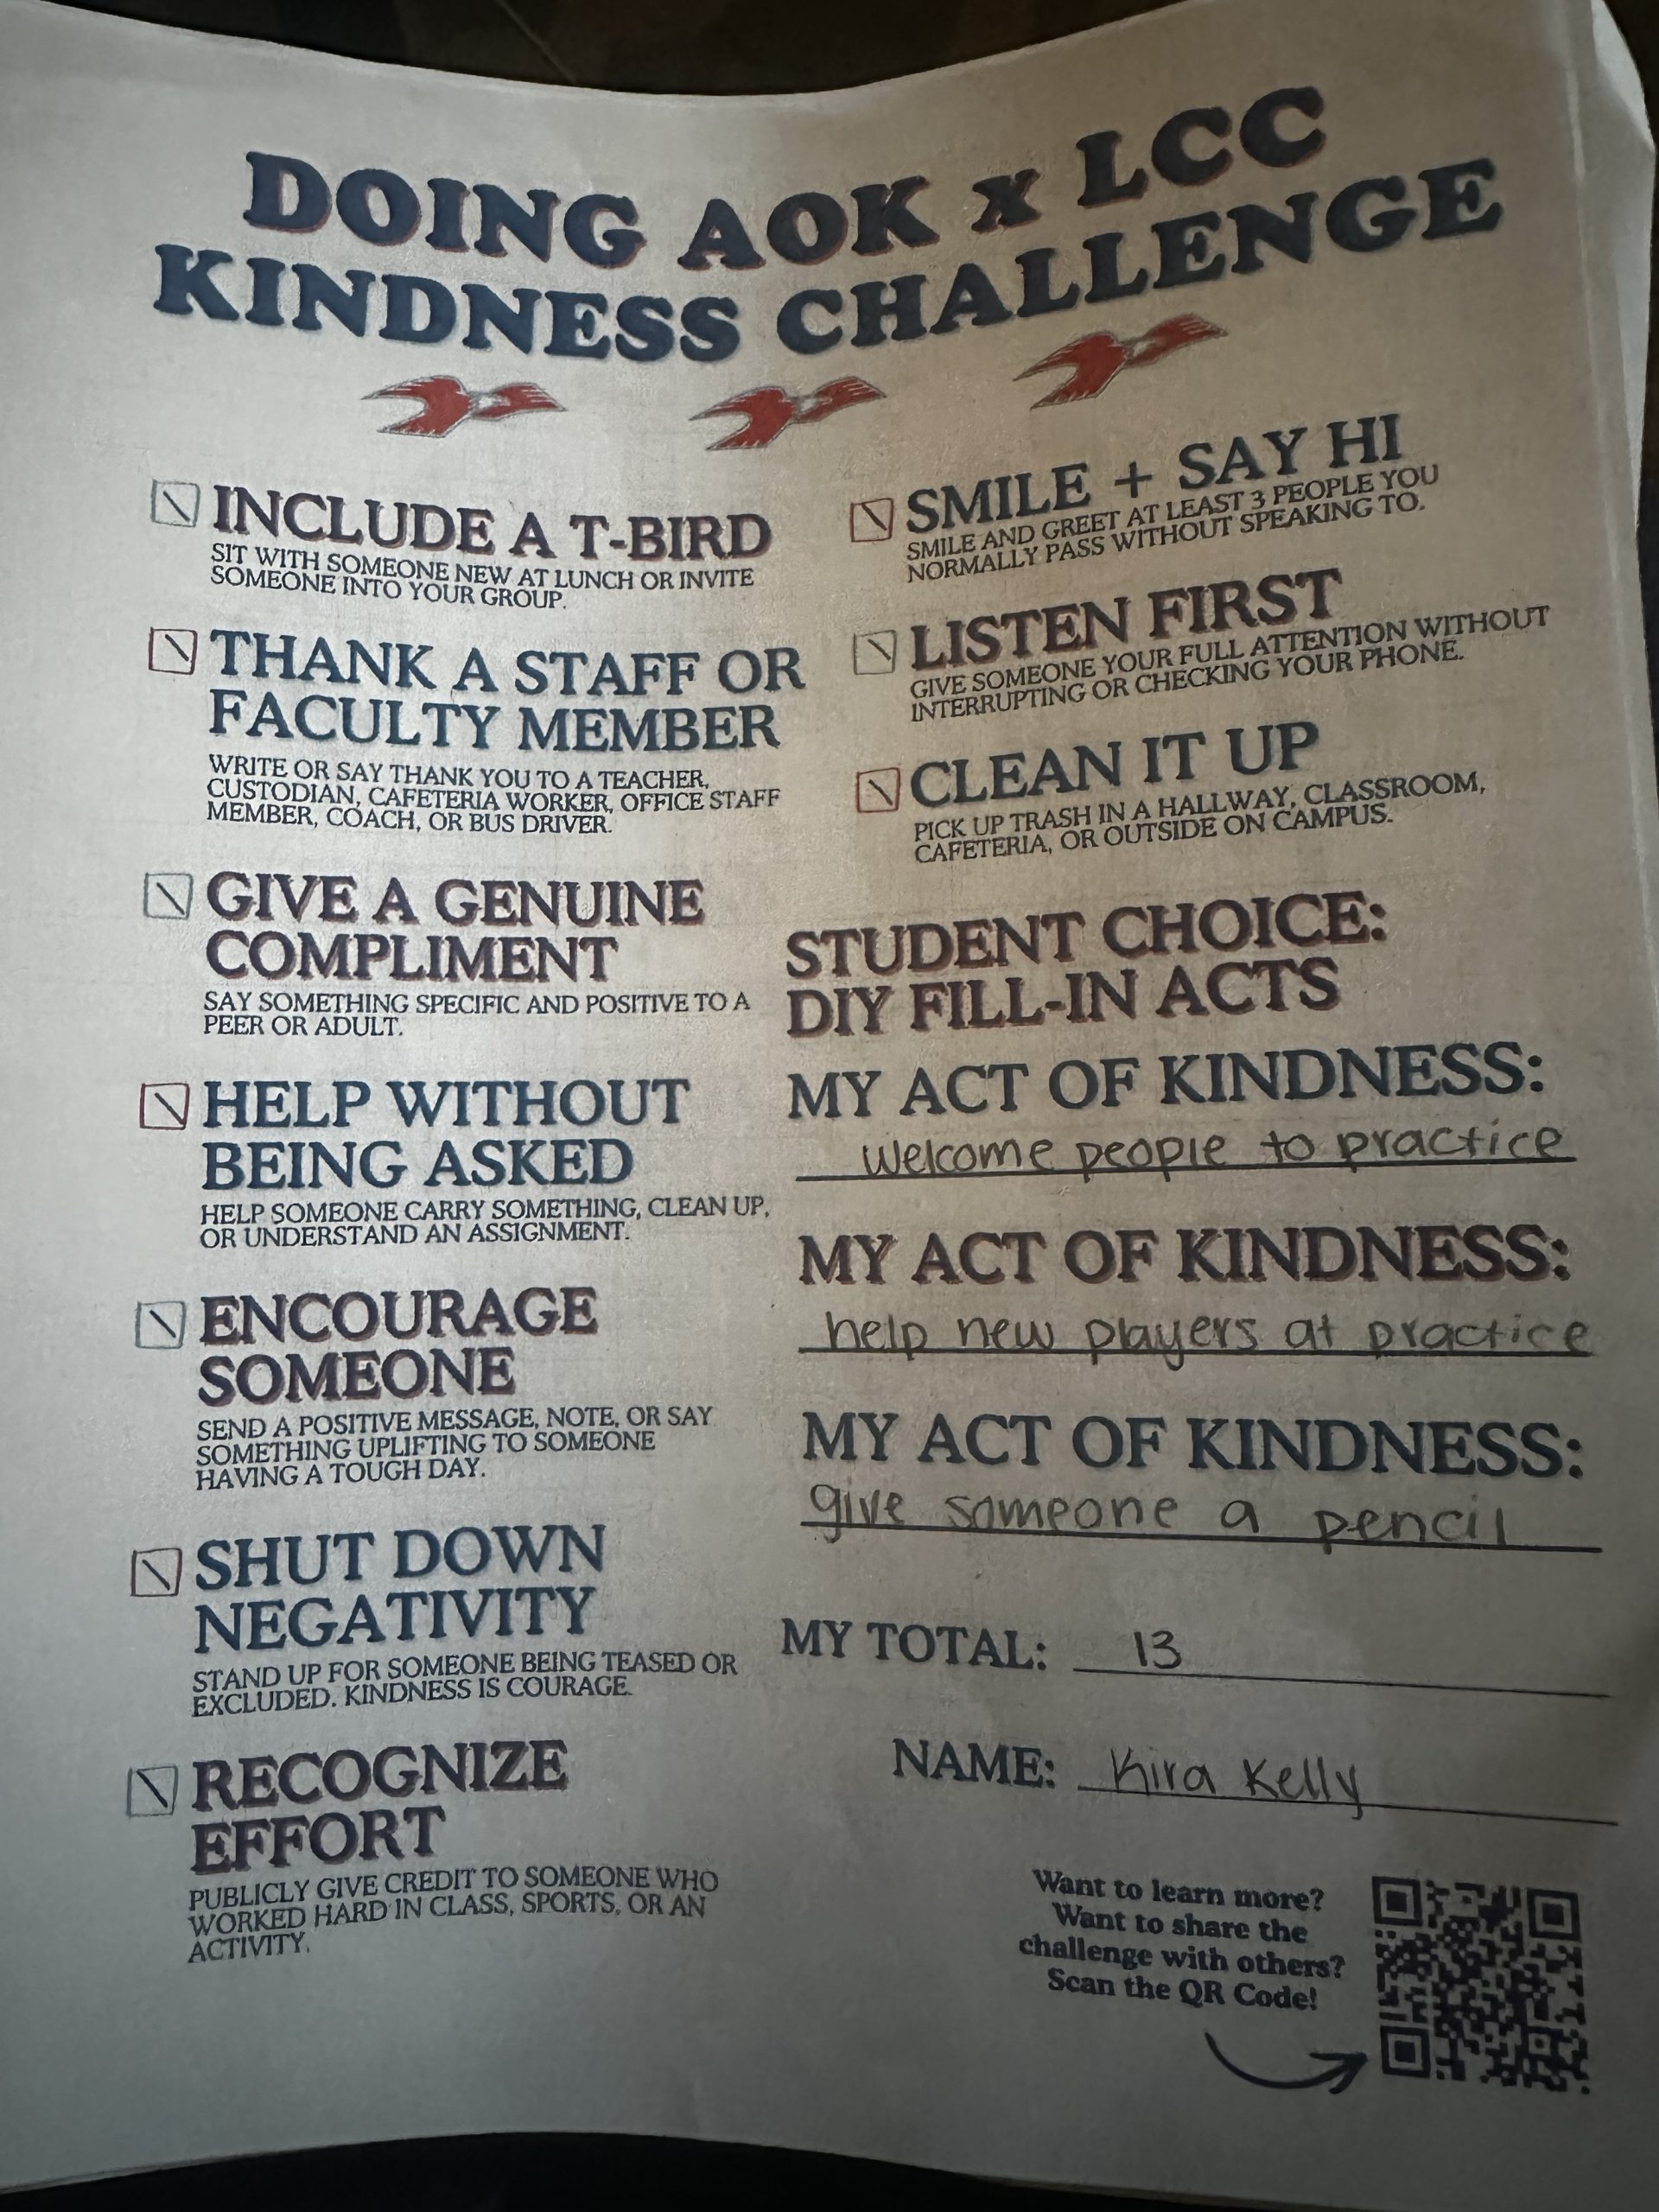 DOING AOK x LCC
KINDNESS CHALLENGE
INCLUDE A T-BIRD
SIT WITH SOMEONE NEW AT LUNCH OR INVITE
SOMEONE INTO YOUR GROUP.
THANK A STAFF OR
FACULTY MEMBER
WRITE OR SAY THANK YOU TO A TEACHER,
CUSTODIAN, CAFETERIA WORKER, OFFICE STAFF
MEMBER, COACH, OR BUS DRIVER.
GIVE A GENUINE
COMPLIMENT
SAY SOMETHING SPECIFIC AND POSITIVE TO A
PEER OR ADULT.
HELP WITHOUT
BEING ASKED
HELP SOMEONE CARRY SOMETHING, CLEAN UP,
OR UNDERSTAND AN ASSIGNMENT.
ENCOURAGE
SOMEONE
SEND A POSITIVE MESSAGE, NOTE, OR SAY
SOMETHING UPLIFTING TO SOMEONE
HAVING A TOUGH DAY.
SHUT DOWN
NEGATIVITY
STAND UP FOR SOMEONE BEING TEASED OR
EXCLUDED. KINDNESS IS COURAGE.
RECOGNIZE
EFFORT
PUBLICLY GIVE CREDIT TO SOMEONE WHO
WORKED HARD IN CLASS, SPORTS, OR AN
ACTIVITY.
SMILE + SAY HI
SMILE AND GREET AT LEAST 3 PEOPLE YOU
NORMALLY PASS WITHOUT SPEAKING TO.
LISTEN FIRST
GIVE SOMEONE YOUR FULL ATTENTION WITHOUT
INTERRUPTING OR CHECKING YOUR PHONE.
CLEAN IT UP
PICK UP TRASH IN A HALLWAY, CLASSROOM,
CAFETERIA, OR OUTSIDE ON CAMPUS.
STUDENT CHOICE:
DIY FILL-IN ACTS
MY ACT OF KINDNESS:
welcome people to practice
MY ACT OF KINDNESS:
help new players at practice
MY ACT OF KINDNESS:
give someone a pencil
MY TOTAL: 13
NAME: Kira Kelly
Want to learn more?
Want to share the
challenge with others?
Scan the QR Code!